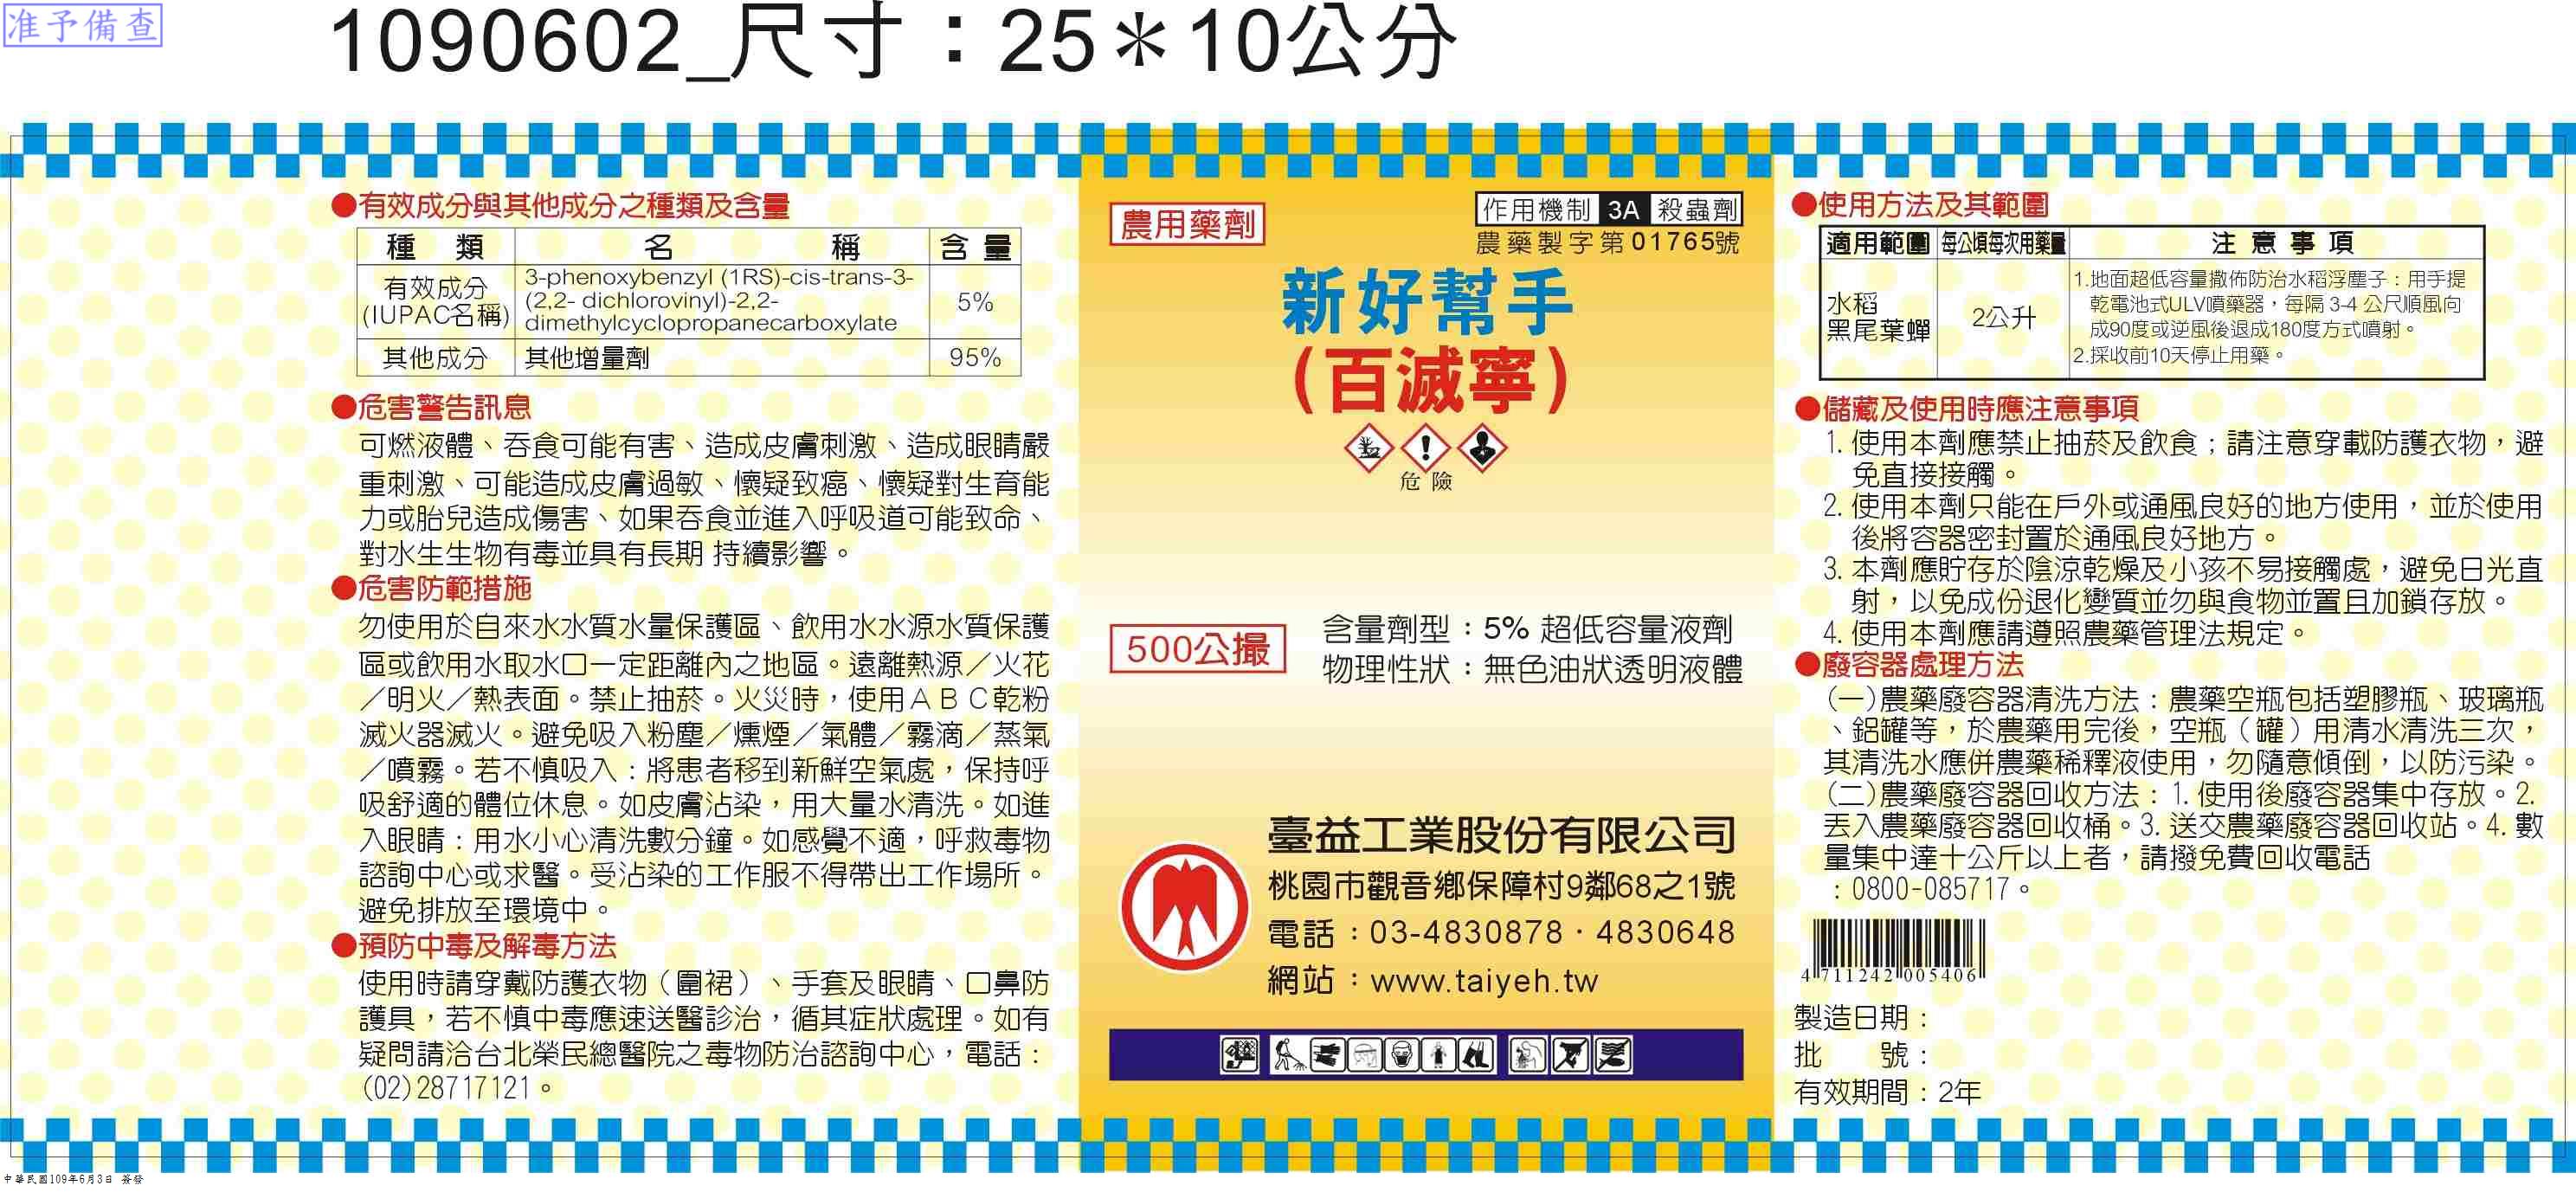 准予備查
1090602_尺寸：25＊10公分
●有效成分與其他成分之種類及含量
種 類 名 稱 含量
有效成分
(IUPAC名稱)
3-phenoxybenzyl (1RS)-cis-trans-3-
(2,2- dichlorovinyl)-2,2-
dimethylcyclopropanecarboxylate
5%
其他成分 其他增量劑 95%
●危害警告訊息
可燃液體、吞食可能有害、造成皮膚刺激、造成眼睛嚴
重刺激、可能造成皮膚過敏、懷疑致癌、懷疑對生育能
力或胎兒造成傷害、如果吞食並進入呼吸道可能致命、
對水生生物有毒並具有長期 持續影響。
●危害防範措施
勿使用於自來水水質水量保護區、飲用水水源水質保護
區或飲用水取水口一定距離內之地區。遠離熱源／火花
／明火／熱表面。禁止抽菸。火災時，使用ＡＢＣ乾粉
滅火器滅火。避免吸入粉塵／燻煙／氣體／霧滴／蒸氣
／噴霧。若不慎吸入：將患者移到新鮮空氣處，保持呼
吸舒適的體位休息。如皮膚沾染，用大量水清洗。如進
入眼睛：用水小心清洗數分鐘。如感覺不適，呼救毒物
諮詢中心或求醫。受沾染的工作服不得帶出工作場所。
避免排放至環境中。
●預防中毒及解毒方法
使用時請穿戴防護衣物（圍裙）、手套及眼睛、口鼻防
護具，若不慎中毒應速送醫診治，循其症狀處理。如有
疑問請洽台北榮民總醫院之毒物防治諮詢中心，電話：
(02)28717121。
農用藥劑
作用機制 3A 殺蟲劑
農藥製字第01765號
新好幫手
(百滅寧)
危險
500公撮
含量劑型：5% 超低容量液劑
物理性狀：無色油狀透明液體
臺益工業股份有限公司
桃園市觀音鄉保障村9鄰68之1號
電話：03-4830878．4830648
網站：www.taiyeh.tw
●使用方法及其範圍
適用範圍 每公頃每次用藥量 注意事項
水稻
黑尾葉蟬
2公升
1.地面超低容量撒佈防治水稻浮塵子：用手提
乾電池式ULV噴藥器，每隔 3-4 公尺順風向
成90度或逆風後退成180度方式噴射。
2.採收前10天停止用藥。
●儲藏及使用時應注意事項
1. 使用本劑應禁止抽菸及飲食；請注意穿載防護衣物，避
免直接接觸。
2. 使用本劑只能在戶外或通風良好的地方使用，並於使用
後將容器密封置於通風良好地方。
3. 本劑應貯存於陰涼乾燥及小孩不易接觸處，避免日光直
射，以免成份退化變質並勿與食物並置且加鎖存放。
4. 使用本劑應請遵照農藥管理法規定。
●廢容器處理方法
(一)農藥廢容器清洗方法：農藥空瓶包括塑膠瓶、玻璃瓶
、鋁罐等，於農藥用完後，空瓶（罐）用清水清洗三次，
其清洗水應併農藥稀釋液使用，勿隨意傾倒，以防污染。
(二)農藥廢容器回收方法：1. 使用後廢容器集中存放。2.
丟入農藥廢容器回收桶。3. 送交農藥廢容器回收站。4. 數
量集中達十公斤以上者，請撥免費回收電話
：0800-085717。
4 711242 005406
製造日期：
批 號：
有效期間：2年
中華民國109年6月3日 簽發